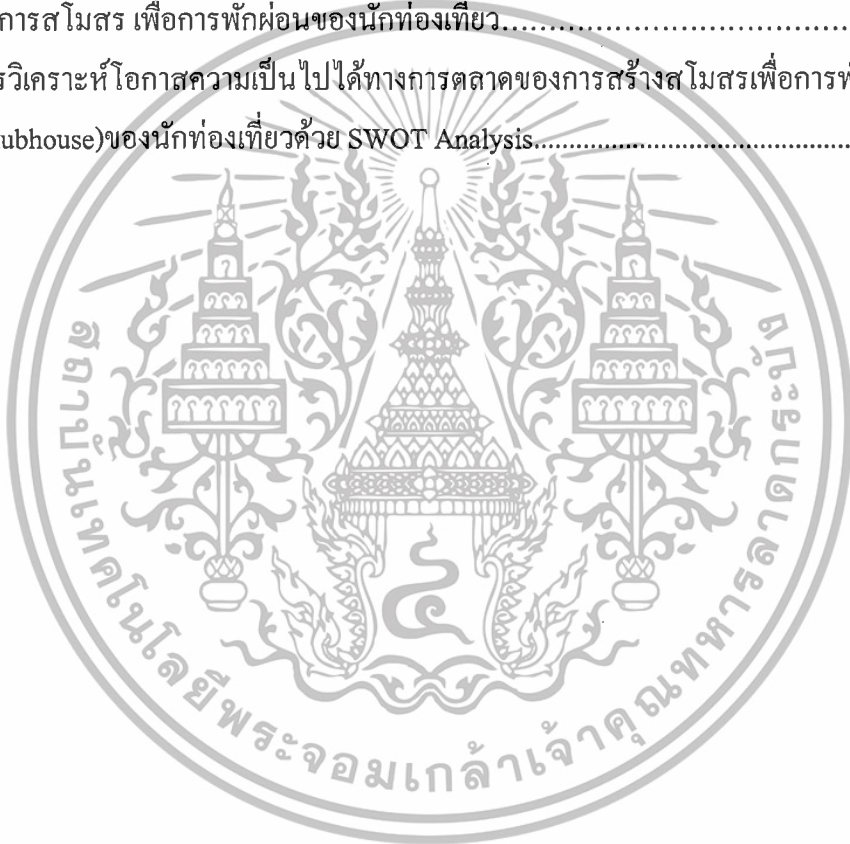 การสโมสร เพื่อการพักผ่อนของนักท่องเที่ยว
รวิเคราะห์โอกาสความเป็นไปได้ทางการตลาดของการสร้างสโมสรเพื่อการพั
ubhouse)ของนักท่องเที่ยวด้วย SWOT Analysis
สถาบันเทคโนโลยีพระจอมเกล้าเจ้าคุณทหารลาดกระบัง
๔